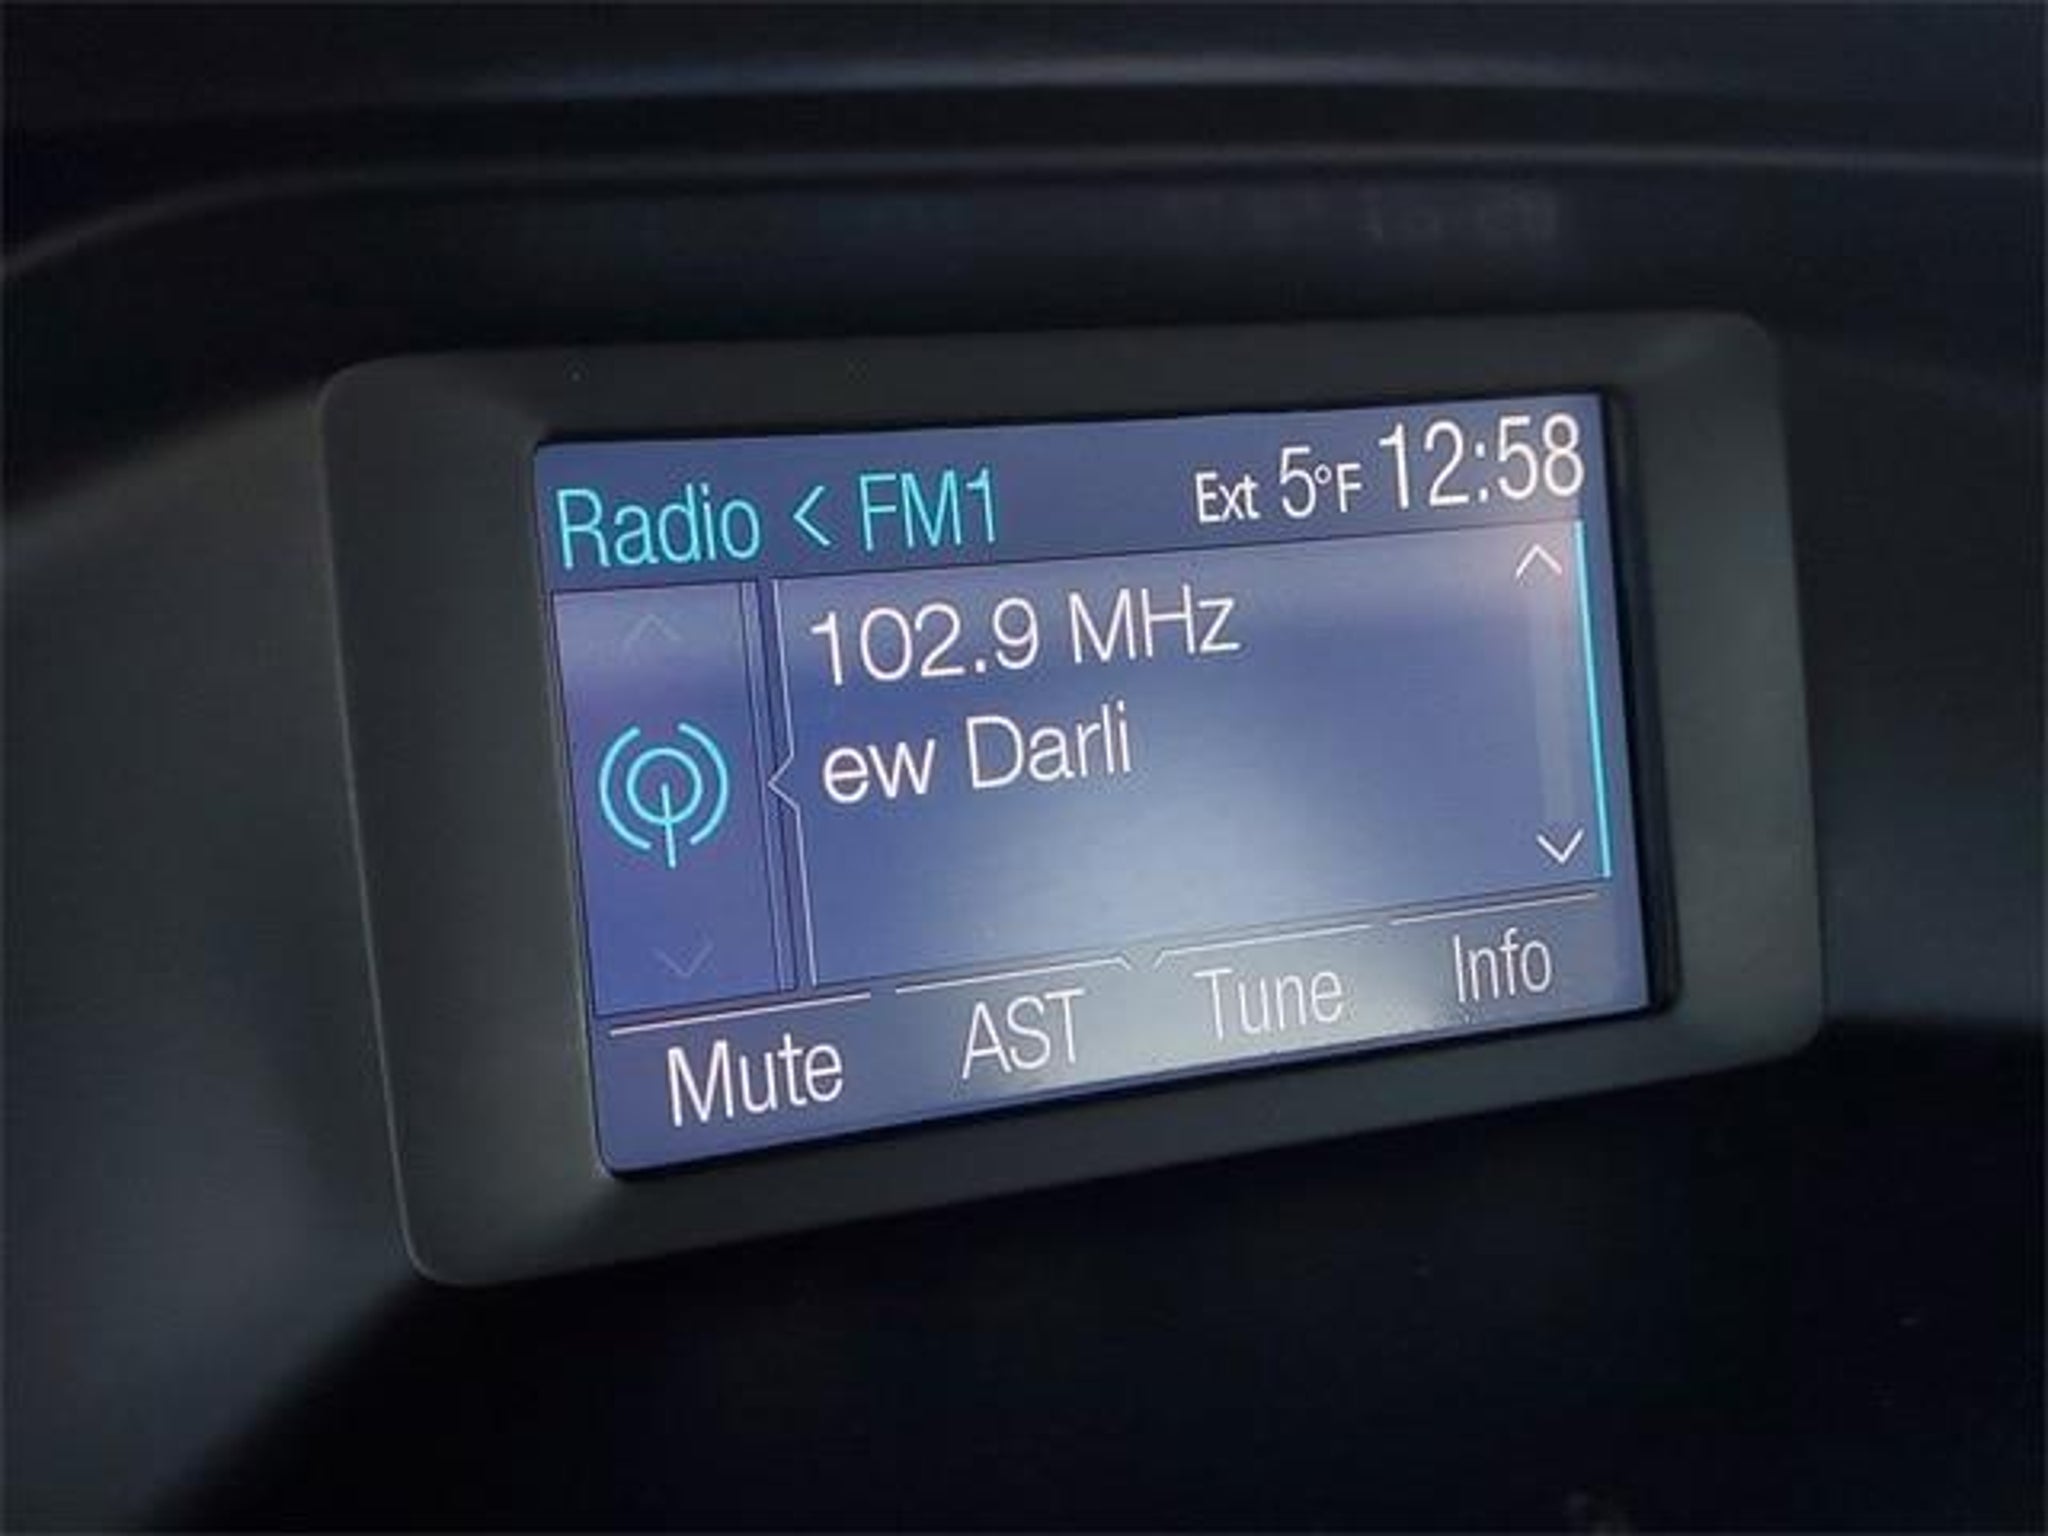 Radio < FM1 Ext 5°F 12:58
102.9 MHz
ew Darli
Mute AST Tune Info